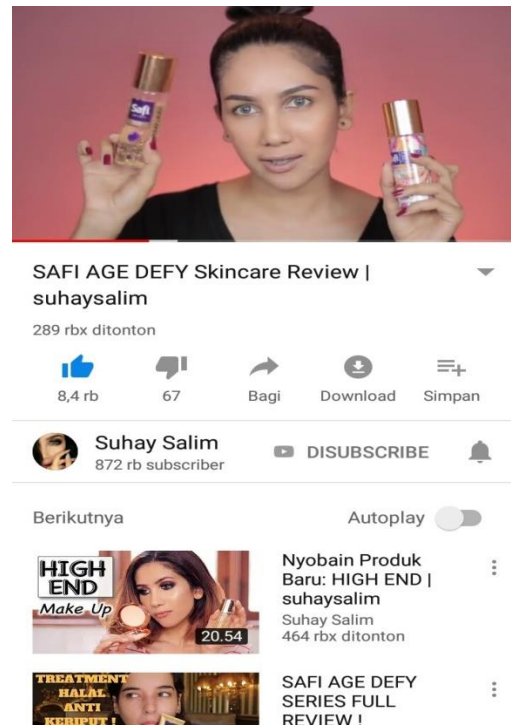 Safi
SAFI AGE DEFY Skincare Review |
suhaysalim
289 rbx ditonton
8,4 rb
67
Bagi
Download
Simpan
Suhay Salim
872 rb subscriber
DISUBSCRIBE
Berikutnya
Autoplay
HIGH
END
Make Up
20.54
Nyobain Produk
Baru: HIGH END |
suhaysalim
Suhay Salim
464 rbx ditonton
TREATMENT
HALAL
ANTI
KERIPUT !
SAFI AGE DEFY
SERIES FULL
REVIEW !